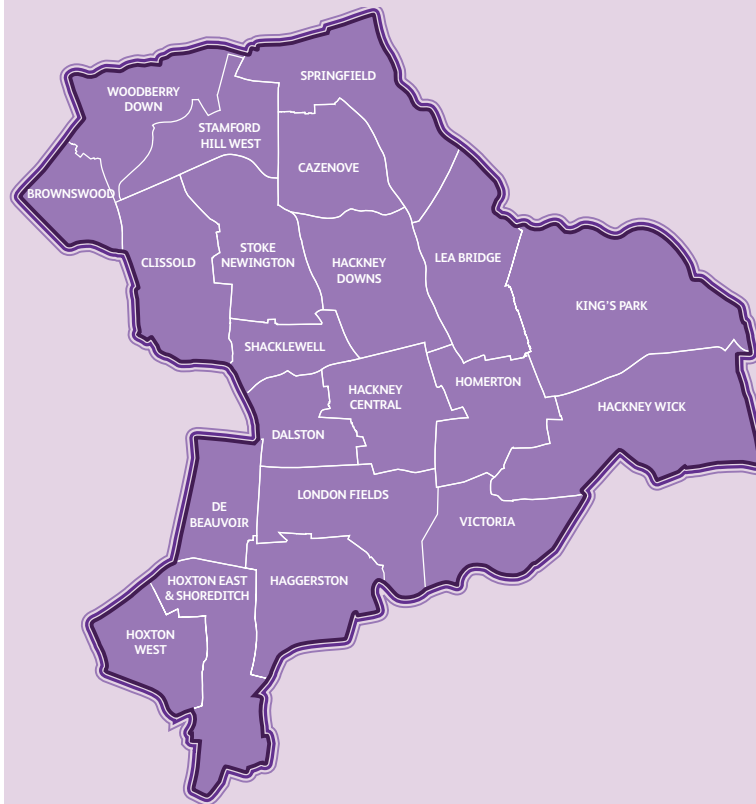 SPRINGFIELD
WOODBERRY
DOWN
STAMFORD
HILL WEST
CAZENOVE
BROWNSWOOD
CLISSOLD
STOKE
NEWINGTON
HACKNEY
DOWNS
LEA BRIDGE
KING'S PARK
SHACKLEWELL
HACKNEY
CENTRAL
HOMERTON
HACKNEY WICK
DALSTON
LONDON FIELDS
DE
BEAUVOIR
VICTORIA
HOXTON EAST
& SHOREDITCH
HAGGERSTON
HOXTON
WEST